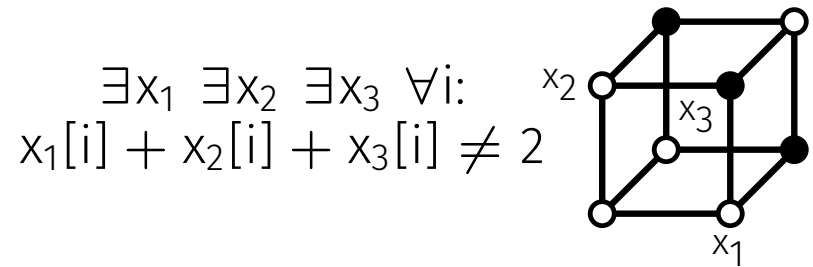 ∃x₁ ∃x₂ ∃x₃ ∀i:
x₁[i] + x₂[i] + x₃[i] ≠ 2
x₂
x₃
x₁